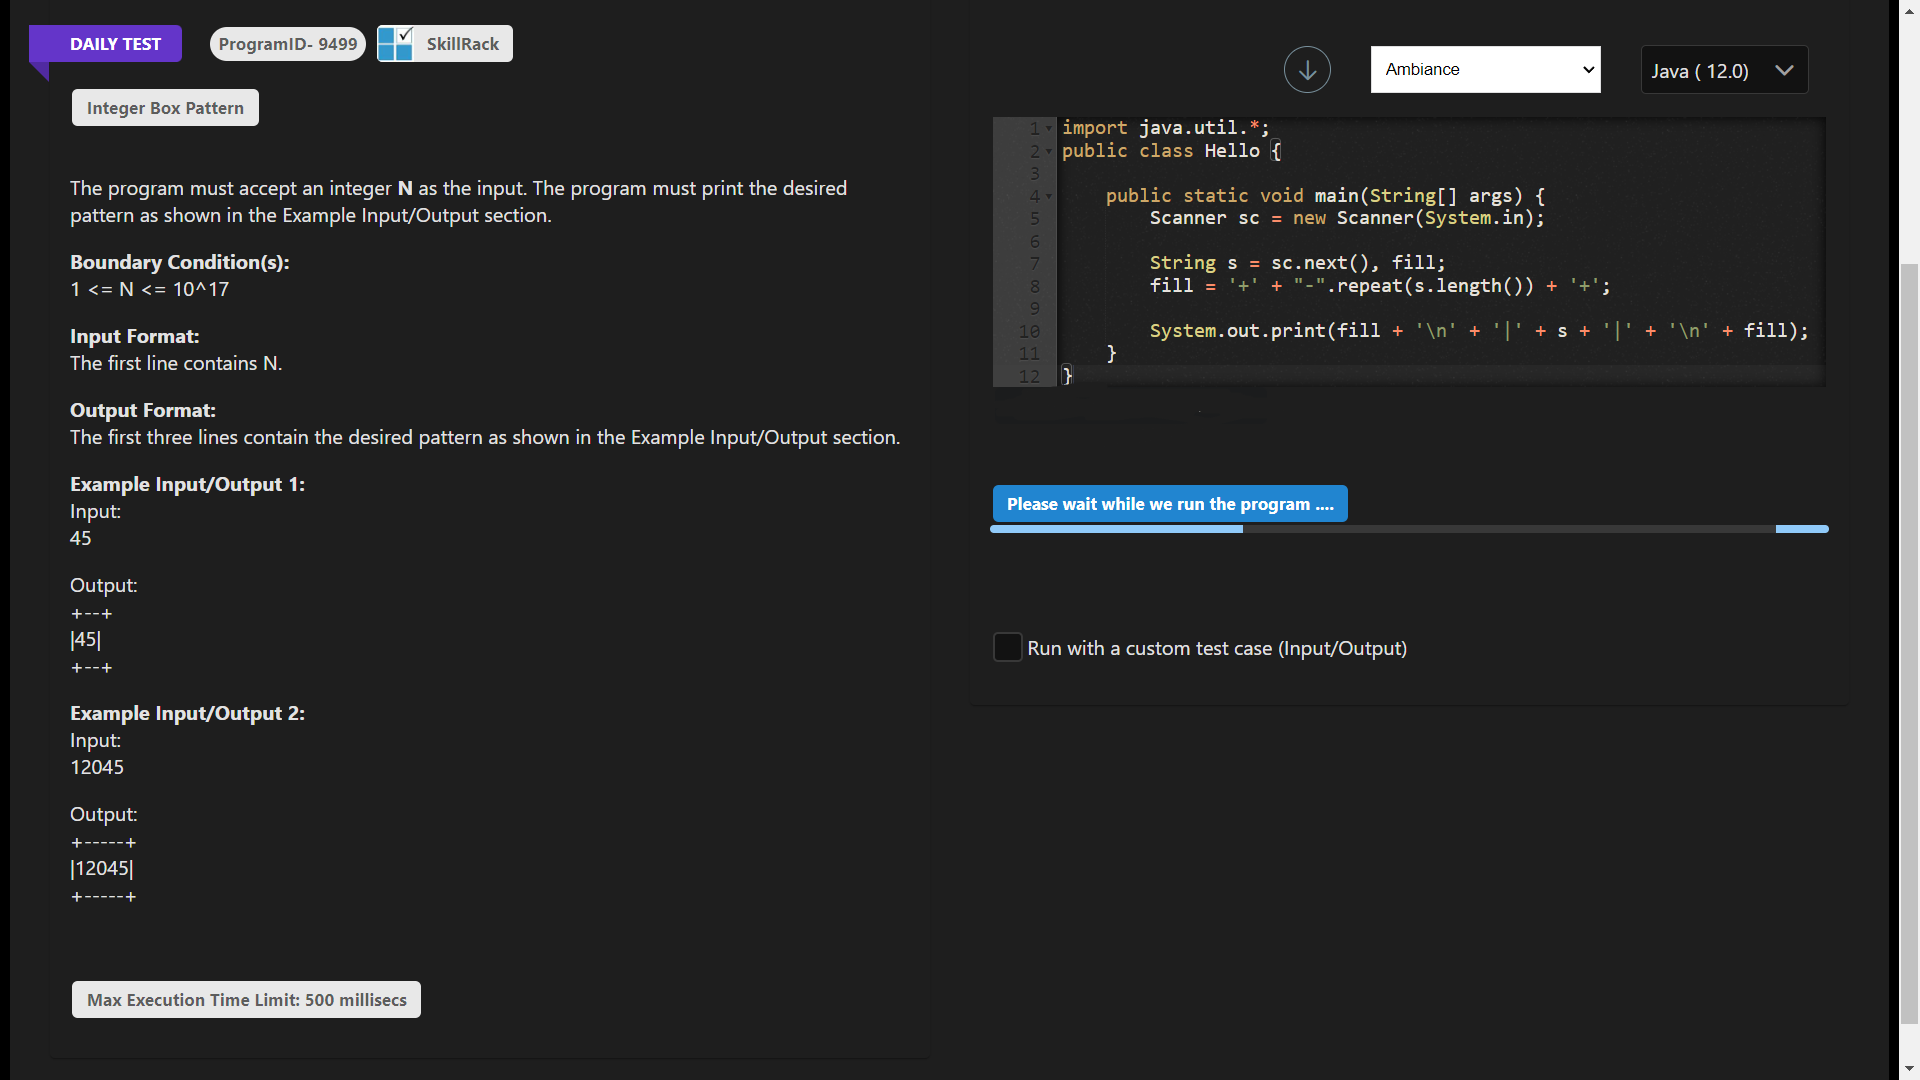 DAILY TEST
ProgramID- 9499
SkillRack
Integer Box Pattern
The program must accept an integer N as the input. The program must print the desired
pattern as shown in the Example Input/Output section.
Boundary Condition(s):
1 <= N <= 10^17
Input Format:
The first line contains N.
Output Format:
The first three lines contain the desired pattern as shown in the Example Input/Output section.
Example Input/Output 1:
Input:
45
Output:
+--+
|45|
+--+
Example Input/Output 2:
Input:
12045
Output:
+-----+
|12045|
+-----+
Max Execution Time Limit: 500 millisecs
Ambiance
Java ( 12.0)
1 import java.util.*;
2 public class Hello {
3
4     public static void main(String[] args) {
5         Scanner sc = new Scanner(System.in);
6
7         String s = sc.next(), fill;
8         fill = '+' + "-".repeat(s.length()) + '+';
9
10         System.out.print(fill + '\n' + '|' + s + '|' + '\n' + fill);
11     }
12 }
Please wait while we run the program ....
Run with a custom test case (Input/Output)